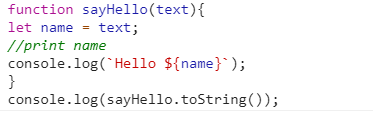 function sayHello(text){
let name = text;
//print name
console.log(`Hello ${name}`);
}
console.log(sayHello.toString());